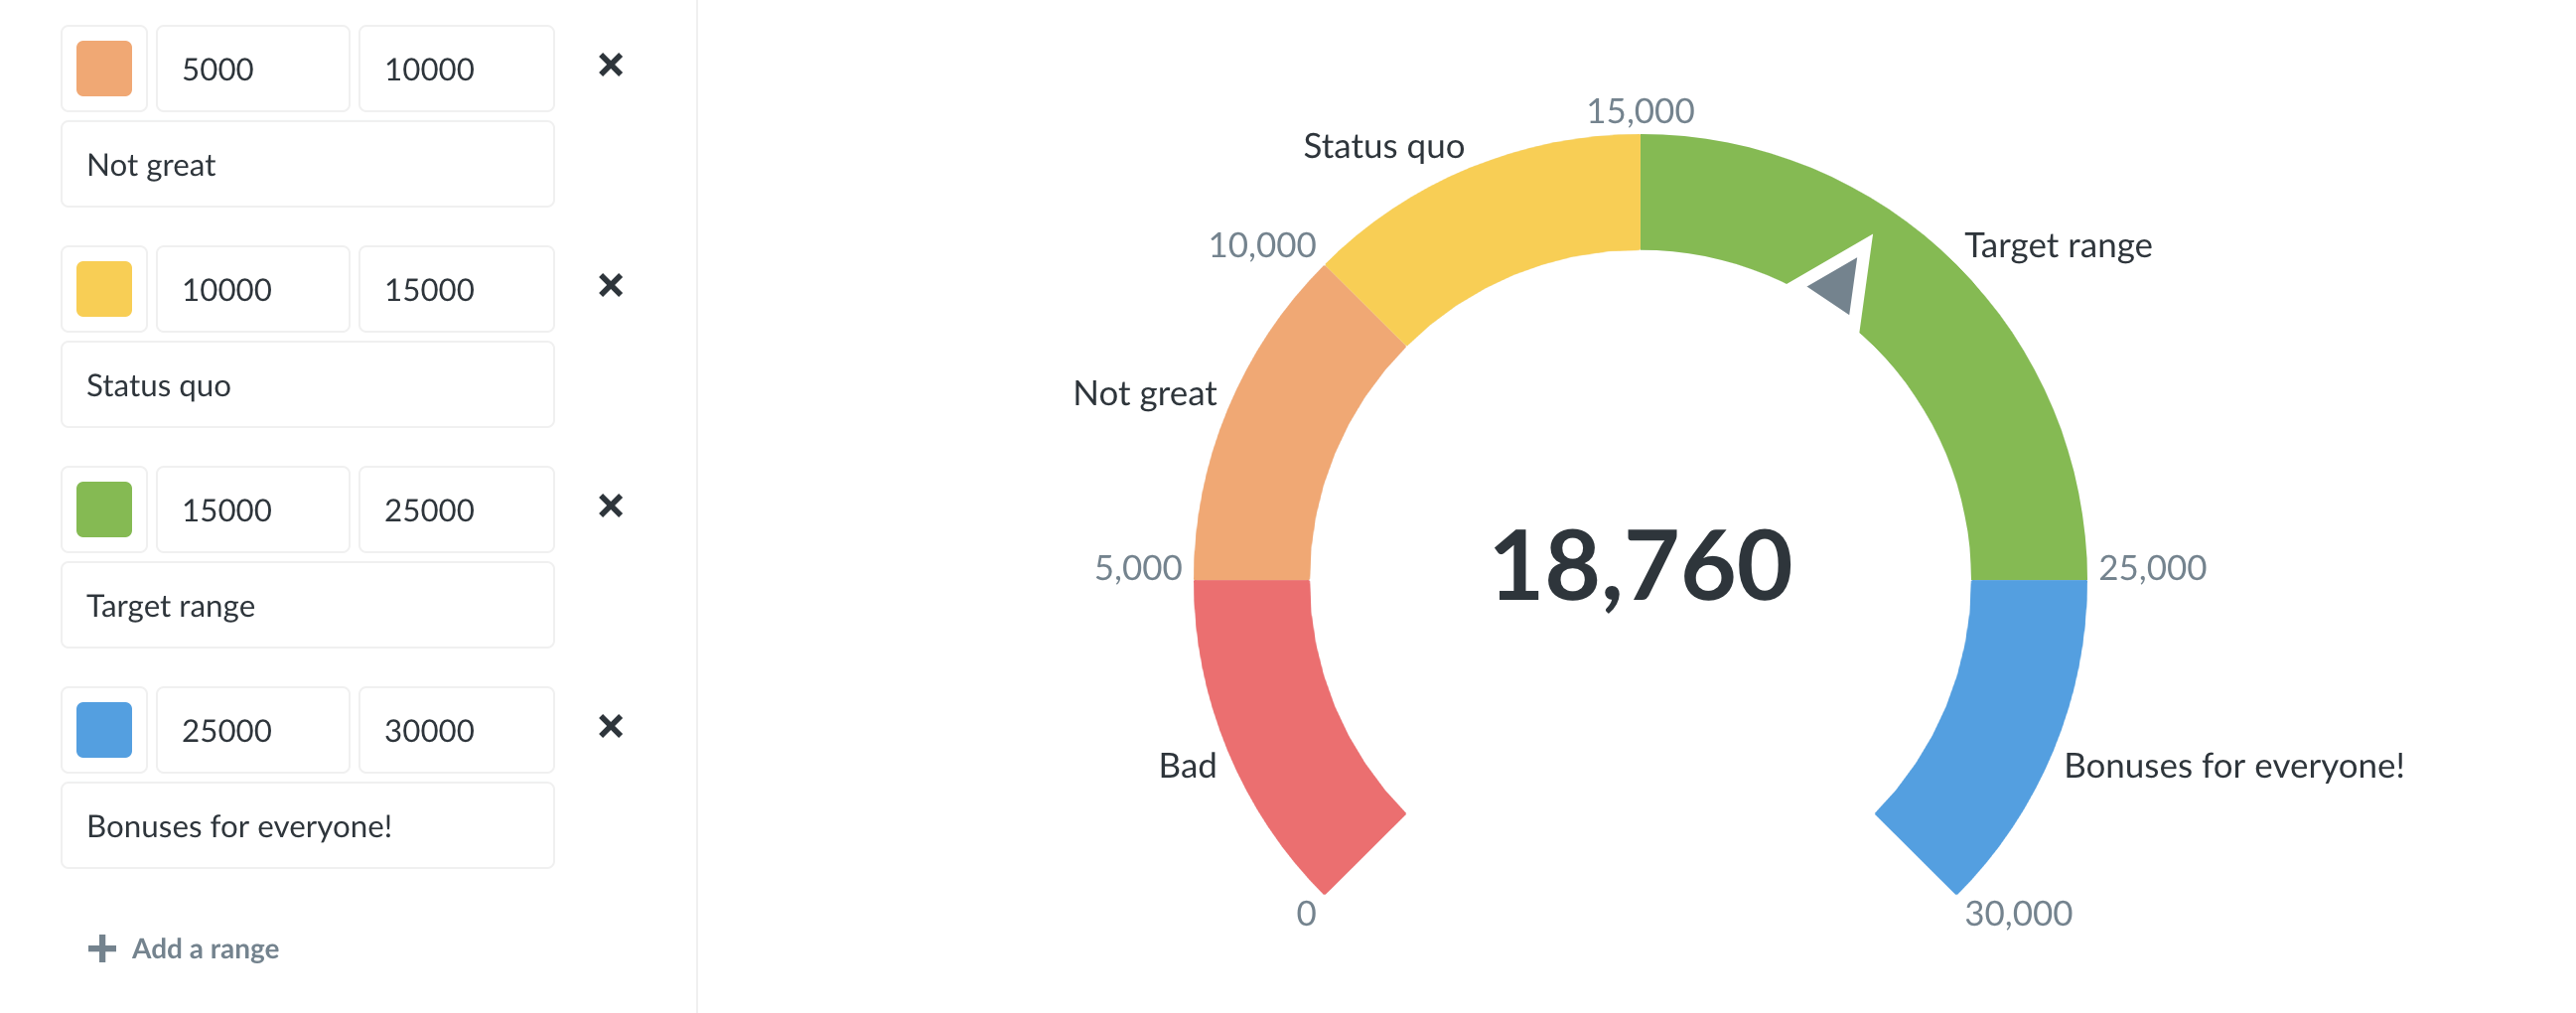 5000 10000
Not great
10000 15000
Status quo
15000 25000
Target range
25000 30000
Bonuses for everyone!
Add a range
15,000
Status quo
10,000
Target range
Not great
18,760
5,000
25,000
Bad
Bonuses for everyone!
0
30,000